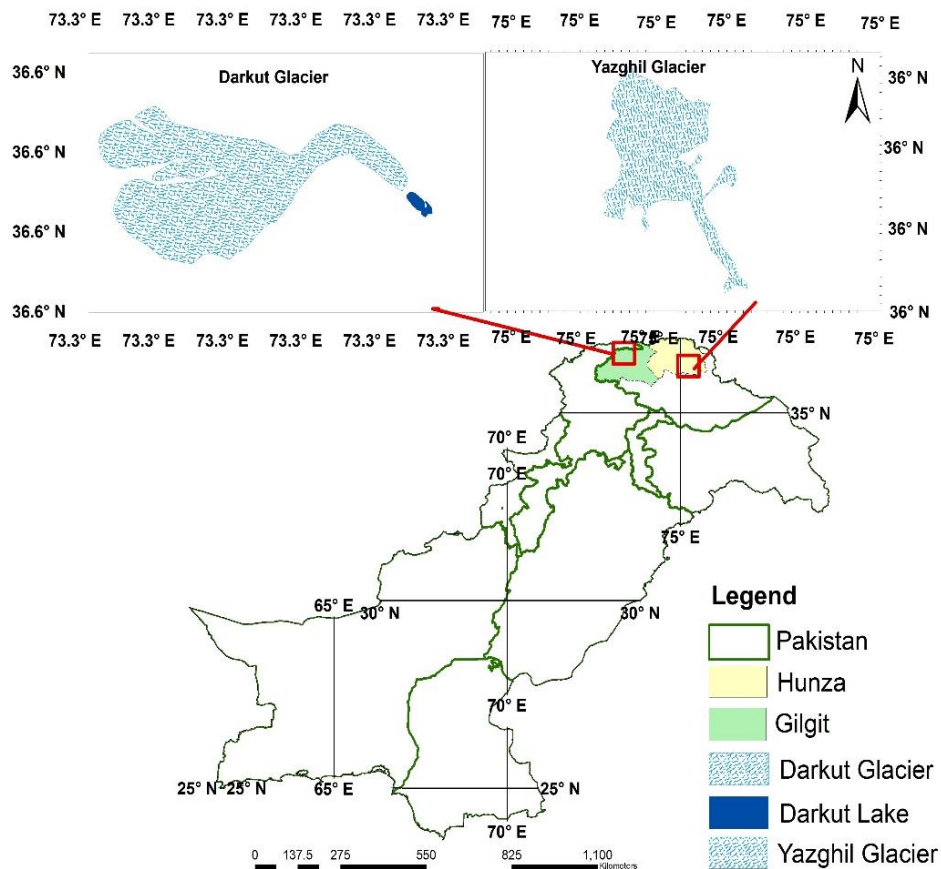 73.3° E 73.3° E 73.3° E 73.3° E 73.3° E 73.3° E 75° E 75° E 75° E 75° E 75° E 75° E
Darkut Glacier
Yazghil Glacier
N
36.6° N
36.6° N
36.6° N
36.6° N
36° N
36° N
36° N
36° N
73.3° E 73.3° E 73.3° E 73.3° E 73.3° E 73.3° E 75° E 75° E 75° E 75° E 75° E
35° N
70° E
70° E
75° E
65° E
30° N
30° N
70° E
25° N
25° N
65° E
25° N
70° E
Legend
Pakistan
Hunza
Gilgit
Darkut Glacier
Darkut Lake
Yazghil Glacier
0 137.5 275 550 825 1,100
Kilometers